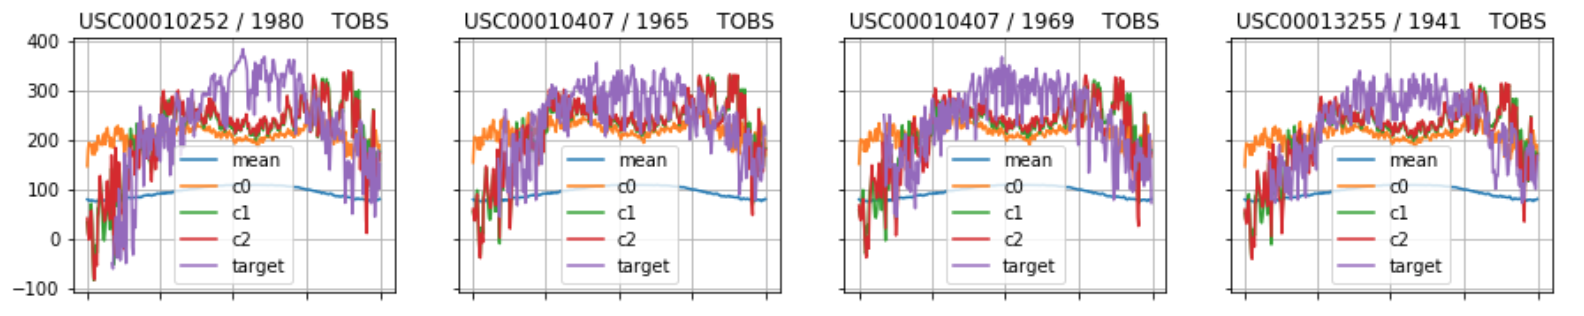 USC00010252 / 1980 TOBS
USC00010407 / 1965 TOBS
USC00010407 / 1969 TOBS
USC00013255 / 1941 TOBS
400
300
200
100
0
-100
mean
c0
c1
c2
target
mean
c0
c1
c2
target
mean
c0
c1
c2
target
mean
c0
c1
c2
target